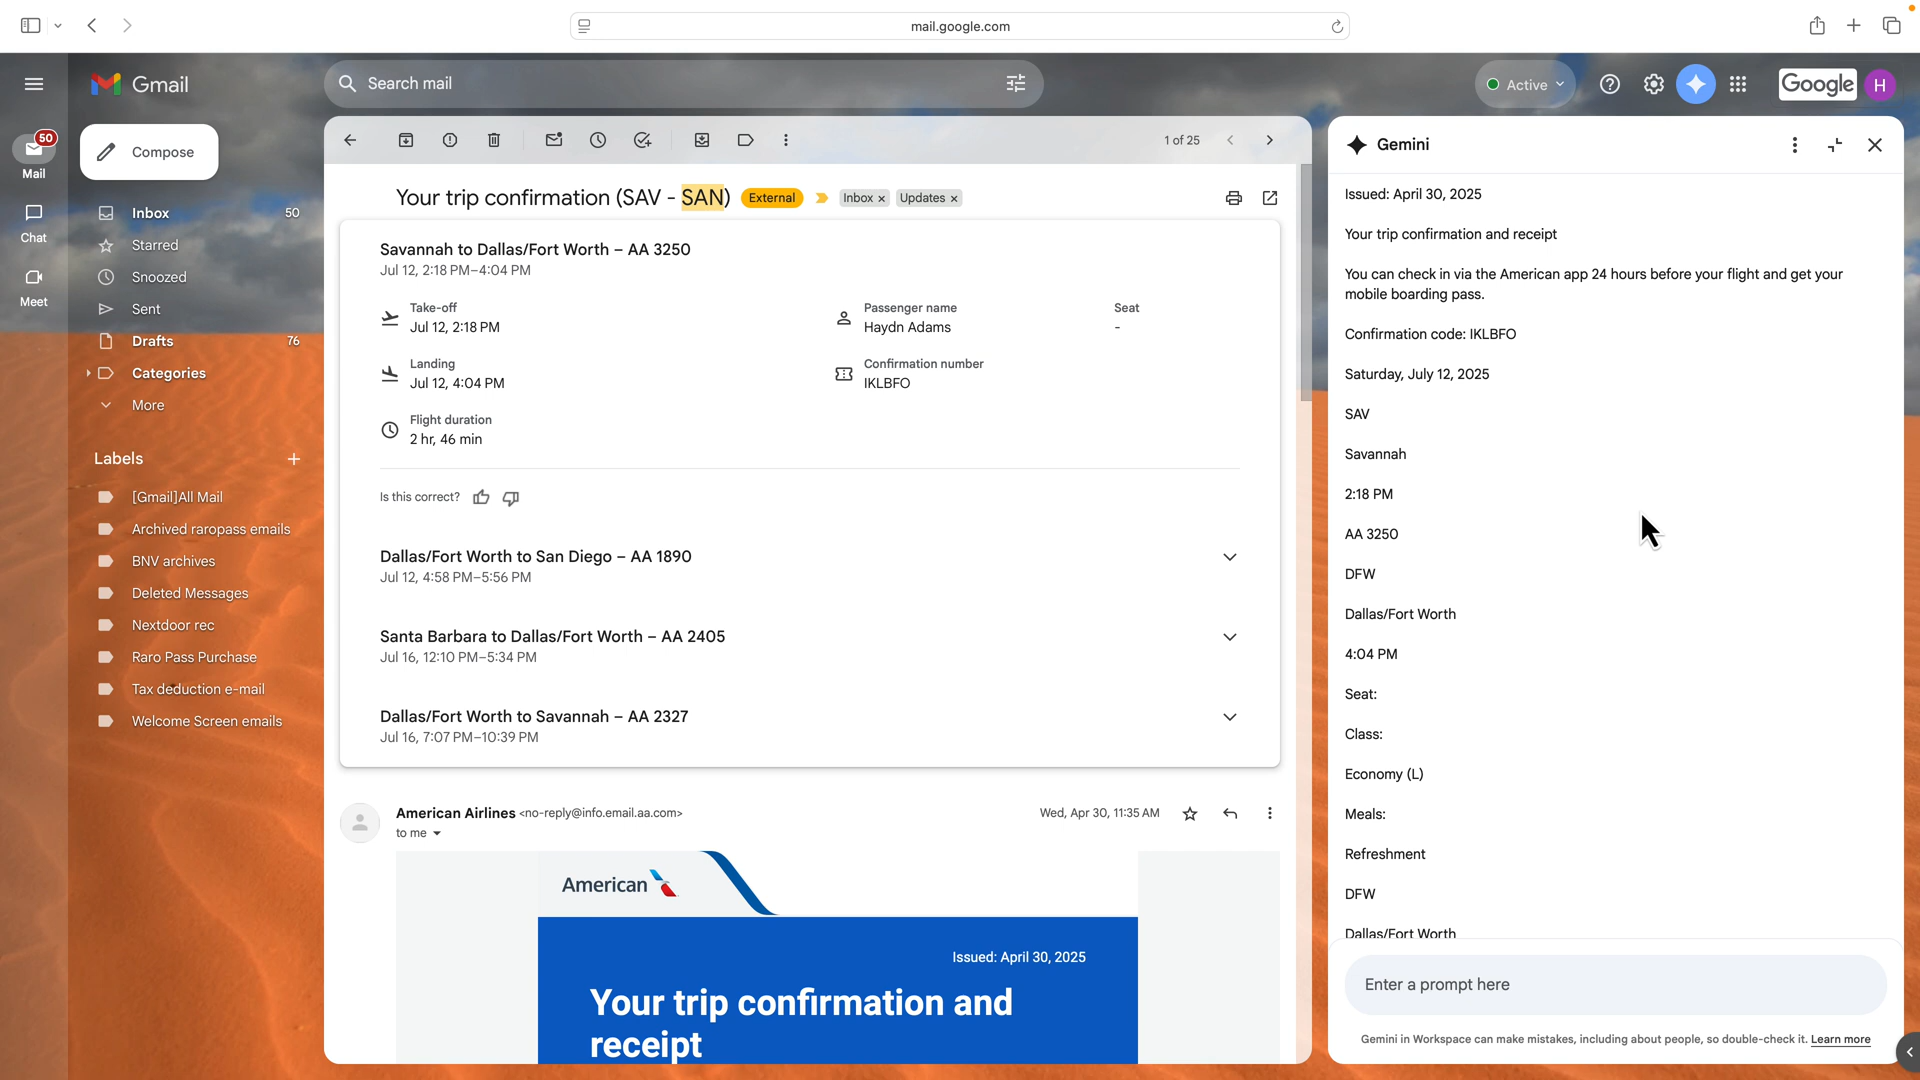 mail.google.com
Gmail
Search mail
Active
Google
H
50
Mail
Chat
Meet
Compose
Inbox 50
Starred
Snoozed
Sent
Drafts 76
Categories
More
Labels
[Gmail]All Mail
Archived raropass emails
BNV archives
Deleted Messages
Nextdoor rec
Raro Pass Purchase
Tax deduction e-mail
Welcome Screen emails
1 of 25
Your trip confirmation (SAV - SAN) External Inbox × Updates ×
Savannah to Dallas/Fort Worth – AA 3250
Jul 12, 2:18 PM–4:04 PM
Take-off
Jul 12, 2:18 PM
Passenger name
Haydn Adams
Seat
-
Landing
Jul 12, 4:04 PM
Confirmation number
IKLBFO
Flight duration
2 hr, 46 min
Is this correct?
Dallas/Fort Worth to San Diego – AA 1890
Jul 12, 4:58 PM–5:56 PM
Santa Barbara to Dallas/Fort Worth – AA 2405
Jul 16, 12:10 PM–5:34 PM
Dallas/Fort Worth to Savannah – AA 2327
Jul 16, 7:07 PM–10:39 PM
American Airlines <no-reply@info.email.aa.com> Wed, Apr 30, 11:35 AM
to me
American
Issued: April 30, 2025
Your trip confirmation and
receipt
Gemini
Issued: April 30, 2025
Your trip confirmation and receipt
You can check in via the American app 24 hours before your flight and get your
mobile boarding pass.
Confirmation code: IKLBFO
Saturday, July 12, 2025
SAV
Savannah
2:18 PM
AA 3250
DFW
Dallas/Fort Worth
4:04 PM
Seat:
Class:
Economy (L)
Meals:
Refreshment
DFW
Dallas/Fort Worth
Enter a prompt here
Gemini in Workspace can make mistakes, including about people, so double-check it. Learn more